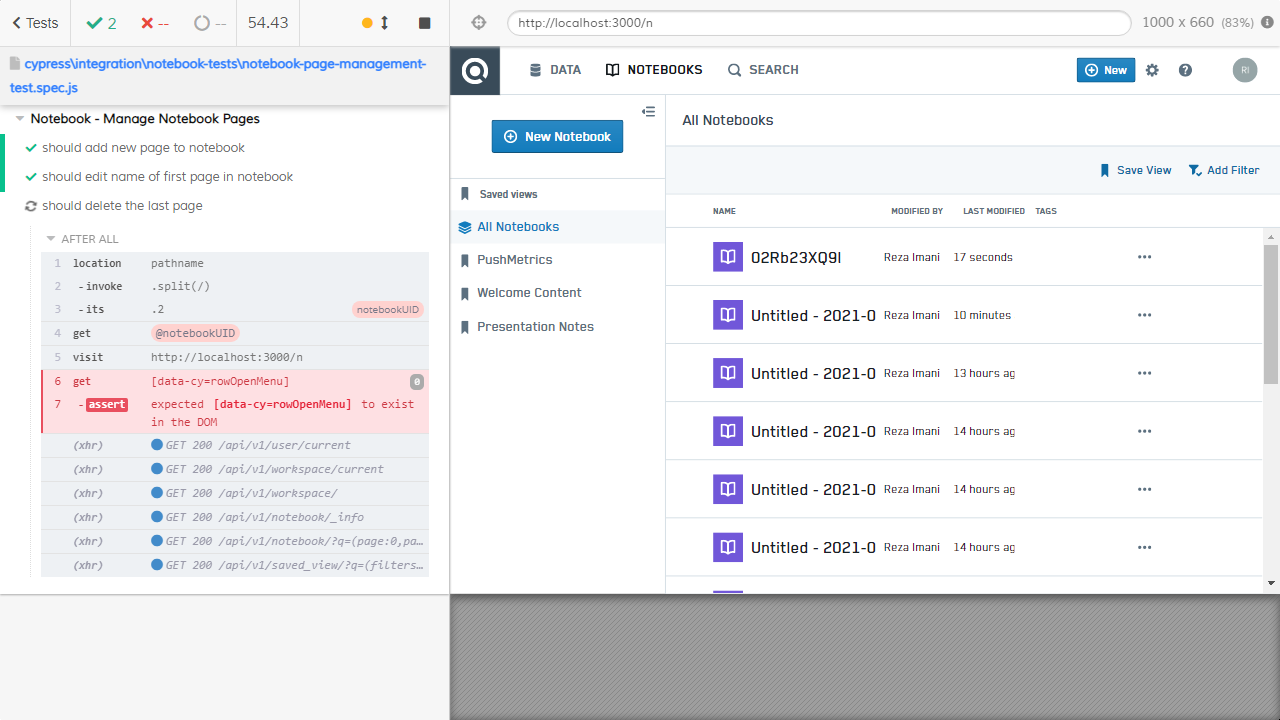 Tests
2
--
--
54.43
cypress\integration\notebook-tests\notebook-page-management-
test.spec.js
Notebook - Manage Notebook Pages
should add new page to notebook
should edit name of first page in notebook
should delete the last page
AFTER ALL
1 location pathname
2 -invoke .split(/)
3 -its .2 notebookUID
4 get @notebookUID
5 visit http://localhost:3000/n
6 get [data-cy=rowOpenMenu] 0
7 -assert expected [data-cy=rowOpenMenu] to exist
in the DOM
(xhr) GET 200 /api/v1/user/current
(xhr) GET 200 /api/v1/workspace/current
(xhr) GET 200 /api/v1/workspace/
(xhr) GET 200 /api/v1/notebook/_info
(xhr) GET 200 /api/v1/notebook/?q=(page:0,pa…
(xhr) GET 200 /api/v1/saved_view/?q=(filters…
http://localhost:3000/n
1000 x 660 (83%)
DATA
NOTEBOOKS
SEARCH
New
RI
New Notebook
Saved views
All Notebooks
PushMetrics
Welcome Content
Presentation Notes
All Notebooks
Save View
Add Filter
NAME MODIFIED BY LAST MODIFIED TAGS
02Rb23XQ9I Reza Imani 17 seconds
Untitled - 2021-0 Reza Imani 10 minutes
Untitled - 2021-0 Reza Imani 13 hours ag
Untitled - 2021-0 Reza Imani 14 hours ag
Untitled - 2021-0 Reza Imani 14 hours ag
Untitled - 2021-0 Reza Imani 14 hours ag